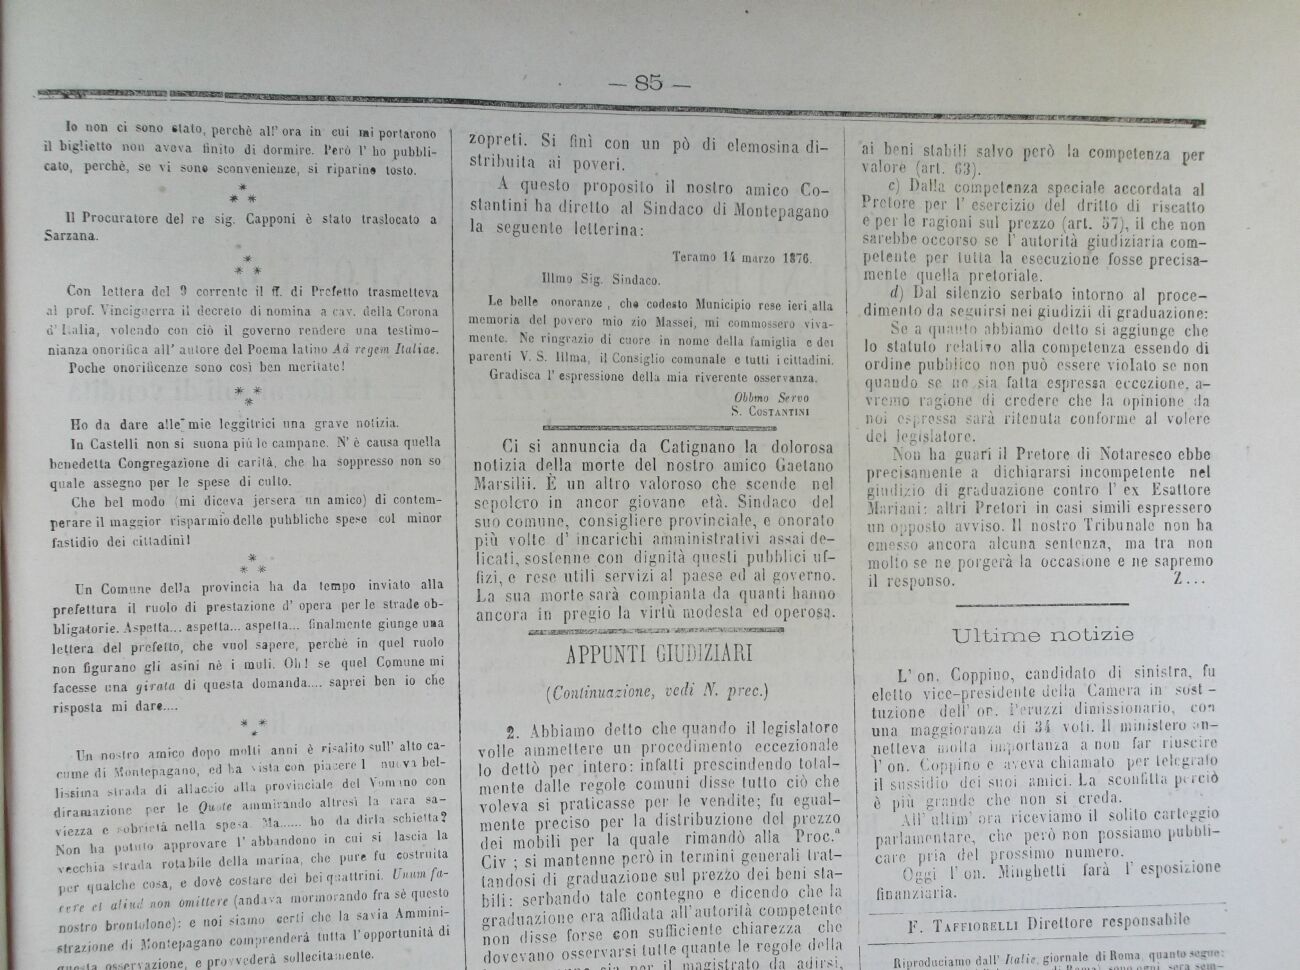 — 85 —
Io non ci sono stato, perchè all' ora in cui mi portarono
il biglietto non aveva finito di dormire. Però l' ho pubbli-
cato, perchè, se vi sono sconvenienze, si riparino tosto.
*
* *
Il Procuratore del re sig. Capponi è stato traslocato a
Sarzana.
*
* *
Con lettera del 9 corrente il ff. di Prefetto trasmetteva
al prof. Vinciguerra il decreto di nomina a cav. della Corona
d' Italia, volendo con ciò il governo rendere una testimo-
nianza onorifica all' autore del Poema latino Ad regem Italiae.
Poche onorificenze sono così ben meritate!
* *
*
Ho da dare alle mie leggitrici una grave notizia.
In Castelli non si suona più le campane. N' è causa quella
benedetta Congregazione di carità, che ha soppresso non so
quale assegno per le spese di culto.
Che bel modo (mi diceva jersera un amico) di contem-
perare il maggior risparmio delle pubbliche spese col minor
fastidio dei cittadini!
*
* *
Un Comune della provincia ha da tempo inviato alla
prefettura il ruolo di prestazione d' opera per le strade ob-
bligatorie. Aspetta... aspetta... aspetta... finalmente giunge una
lettera del prefetto, che vuol sapere, perchè in quel ruolo
non figurano gli asini nè i muli. Oh! se quel Comune mi
facesse una girata di questa domanda.... saprei ben io che
risposta mi dare....
* *
*
Un nostro amico dopo molti anni è risalito sull' alto ca-
cume di Montepagano, ed ha vista con piacere l nuova bel-
lissima strada di allaccio alla provinciale del Vomano con
diramazione per le Quote ammirando altresì la rara sa-
viezza e sobrietà nella spesa. Ma...... ho da dirla schietta?
Non ha potuto approvare l' abbandono in cui si lascia la
vecchia strada rotabile della marina, che pure fu costruita
per qualche cosa, e dovè costare dei bei quattrini. Unum fa-
cere et aliud non omittere (andava mormorando fra sè questo
nostro brontolone): e noi siamo certi che la savia Ammini-
strazione di Montepagano comprenderà tutta l' opportunità di
questa osservazione, e provvederà sollecitamente.
zopreti. Si finì con un pò di elemosina di-
stribuita ai poveri.
A questo proposito il nostro amico Co-
stantini ha diretto al Sindaco di Montepagano
la seguente letterina:
Teramo 14 marzo 1876.
Illmo Sig. Sindaco.
Le belle onoranze, che codesto Municipio rese ieri alla
memoria del povero mio zio Massei, mi commossero viva-
mente. Ne ringrazio di cuore in nome della famiglia e dei
parenti V. S. Illma, il Consiglio comunale e tutti i cittadini.
Gradisca l' espressione della mia riverente osservanza.
Obbmo Servo
S. COSTANTINI
Ci si annuncia da Catignano la dolorosa
notizia della morte del nostro amico Gaetano
Marsilii. È un altro valoroso che scende nel
sepolcro in ancor giovane età. Sindaco del
suo comune, consigliere provinciale, e onorato
più volte d' incarichi amministrativi assai de-
licati, sostenne con dignità questi pubblici uf-
fizi, e rese utili servizi al paese ed al governo.
La sua morte sarà compianta da quanti hanno
ancora in pregio la virtù modesta ed operosa.
APPUNTI GIUDIZIARI
(Continuazione, vedi N. prec.)
2. Abbiamo detto che quando il legislatore
volle ammettere un procedimento eccezionale
lo dettò per intero: infatti prescindendo total-
mente dalle regole comuni disse tutto ciò che
voleva si praticasse per le vendite; fu egual-
mente preciso per la distribuzione del prezzo
dei mobili per la quale rimandò alla Proc.ª
Civ ; si mantenne però in termini generali trat-
tandosi di graduazione sul prezzo dei beni sta-
bili: serbando tale contegno e dicendo che la
graduazione era affidata all' autorità competente
non disse forse con sufficiente chiarezza che
dovevano osservarsi tutte quante le regole della
sia per il magistrato da adirsi,
ai beni stabili salvo però la competenza per
valore (art. 63).
c) Dalla competenza speciale accordata al
Pretore per l' esercizio del dritto di riscatto
e per le ragioni sul prezzo (art. 57), il che non
sarebbe occorso se l' autorità giudiziaria com-
petente per tutta la esecuzione fosse precisa-
mente quella pretoriale.
d) Dal silenzio serbato intorno al proce-
dimento da seguirsi nei giudizii di graduazione:
Se a quanto abbiamo detto si aggiunge che
lo statuto relativo alla competenza essendo di
ordine pubblico non può essere violato se non
quando se ne sia fatta espressa eccezione, a-
vremo ragione di credere che la opinione da
noi espressa sarà ritenuta conforme al volere
del legislatore.
Non ha guari il Pretore di Notaresco ebbe
precisamente a dichiararsi incompetente nel
giudizio di graduazione contro l' ex Esattore
Mariani: altri Pretori in casi simili espressero
un opposto avviso. Il nostro Tribunale non ha
emesso ancora alcuna sentenza, ma tra non
molto se ne porgerà la occasione e ne sapremo
il responso. Z...
Ultime notizie
L' on. Coppino, candidato di sinistra, fu
eletto vice-presidente della Camera in sost-
tuzione dell' or. Peruzzi dimissionario, con
una maggioranza di 34 voti. Il ministero an-
netteva molta importanza a non far riuscire
l' on. Coppino e aveva chiamato per telegrafo
il sussidio dei suoi amici. La sconfitta perciò
è più grande che non si creda.
All' ultim' ora riceviamo il solito carteggio
parlamentare, che però non possiamo pubbli-
care pria del prossimo numero.
Oggi l' on. Minghetti farà l' esposizione
finanziaria.
F. TAFFIORELLI Direttore responsabile
Riproduciamo dall' Italie, giornale di Roma, quanto segue: